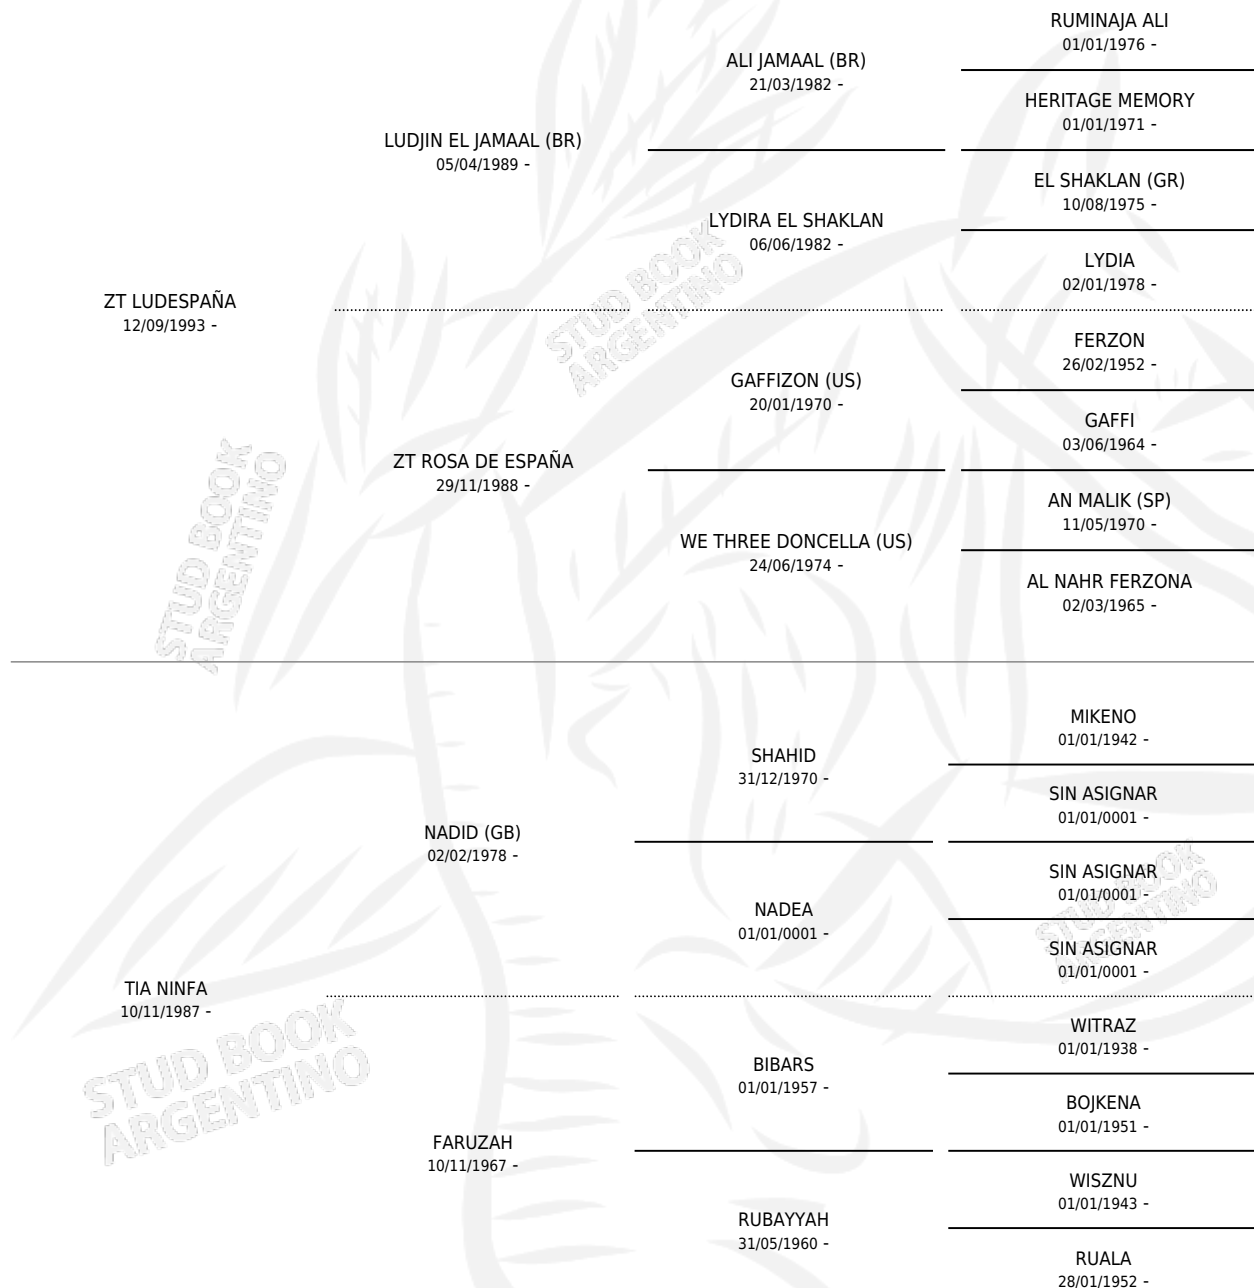 RUMINAJA ALI
01/01/1976 -
ALI JAMAAL (BR)
21/03/1982 -
HERITAGE MEMORY
01/01/1971 -
LUDJIN EL JAMAAL (BR)
05/04/1989 -
EL SHAKLAN (GR)
10/08/1975 -
LYDIRA EL SHAKLAN
06/06/1982 -
LYDIA
02/01/1978 -
ZT LUDESPAÑA
12/09/1993 -
FERZON
26/02/1952 -
GAFFIZON (US)
20/01/1970 -
GAFFI
03/06/1964 -
ZT ROSA DE ESPAÑA
29/11/1988 -
AN MALIK (SP)
11/05/1970 -
WE THREE DONCELLA (US)
24/06/1974 -
AL NAHR FERZONA
02/03/1965 -
MIKENO
01/01/1942 -
SHAHID
31/12/1970 -
SIN ASIGNAR
01/01/0001 -
NADID (GB)
02/02/1978 -
SIN ASIGNAR
01/01/0001 -
NADEA
01/01/0001 -
SIN ASIGNAR
01/01/0001 -
TIA NINFA
10/11/1987 -
WITRAZ
01/01/1938 -
BIBARS
01/01/1957 -
BOJKENA
01/01/1951 -
FARUZAH
10/11/1967 -
WISZNU
01/01/1943 -
RUBAYYAH
31/05/1960 -
RUALA
28/01/1952 -
STUD BOOK
ARGENTINO
STUD BOOK
ARGENTINO
STUD BOOK
ARGENTINO
STUD BOOK
ARGENTINO